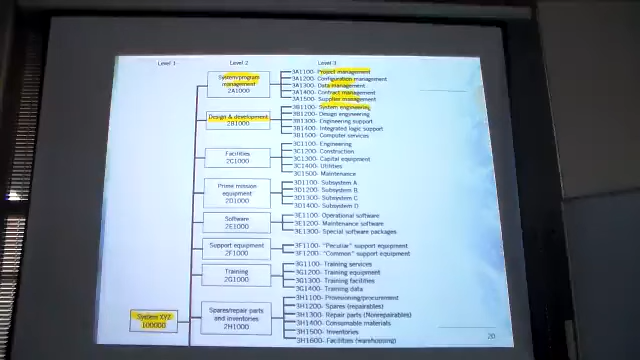 Level 1
Level 2
Level 3
System/program
management
2A1000
3A1100- Project management
3A1200- Configuration management
3A1300- Data management
3A1400- Contract management
3A1500- Supplier management
Design & development
2B1000
3B1100- System engineering
3B1200- Design engineering
3B1300- Engineering support
3B1400- Integrated logic support
3B1500- Computer services
Facilities
2C1000
3C1100- Engineering
3C1200- Construction
3C1300- Capital equipment
3C1400- Utilities
3C1500- Maintenance
Prime mission
equipment
2D1000
3D1100- Subsystem A
3D1200- Subsystem B
3D1300- Subsystem C
3D1400- Subsystem D
Software
2E1000
3E1100- Operational software
3E1200- Maintenance software
3E1300- Special software packages
Support equipment
2F1000
3F1100- "Peculiar" support equipment
3F1200- "Common" support equipment
Training
2G1000
3G1100- Training services
3G1200- Training equipment
3G1300- Training facilities
3G1400- Training data
System XYZ
100000
Spares/repair parts
and inventories
2H1000
3H1100- Provisioning/procurement
3H1200- Spares (repairables)
3H1300- Repair parts (Nonrepairables)
3H1400- Consumable materials
3H1500- Inventories
3H1600- Facilities (warehousing)
20